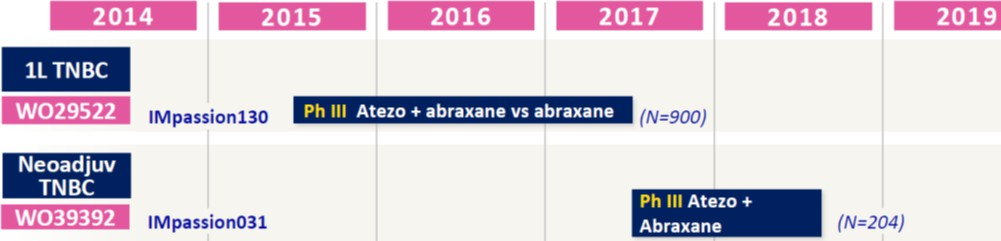 2014 2015 2016 2017 2018 2019
1L TNBC
WO29522 IMpassion130 Ph III Atezo + abraxane vs abraxane (N=900)
Neoadjuv
TNBC
WO39392 IMpassion031 Ph III Atezo +
Abraxane (N=204)